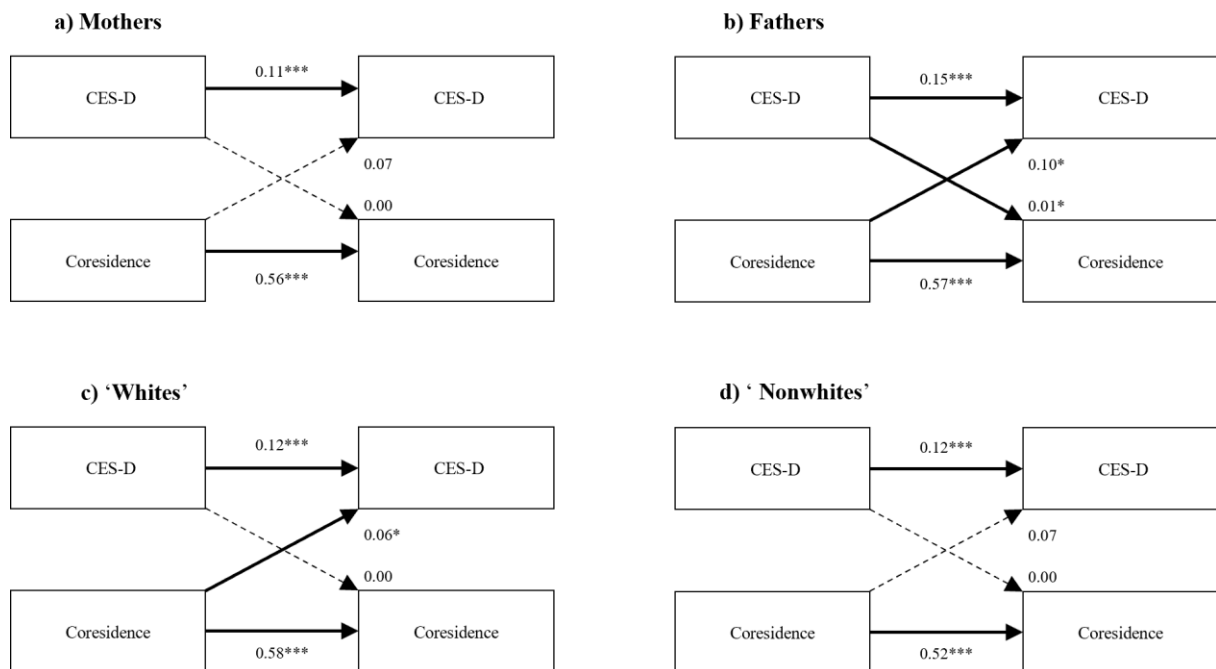 a) Mothers
CES-D
0.11***
CES-D
0.07
0.00
Coresidence
0.56***
Coresidence
b) Fathers
CES-D
0.15***
CES-D
0.10*
0.01*
Coresidence
0.57***
Coresidence
c) ‘Whites’
CES-D
0.12***
CES-D
0.06*
0.00
Coresidence
0.58***
Coresidence
d) ‘ Nonwhites’
CES-D
0.12***
CES-D
0.07
0.00
Coresidence
0.52***
Coresidence